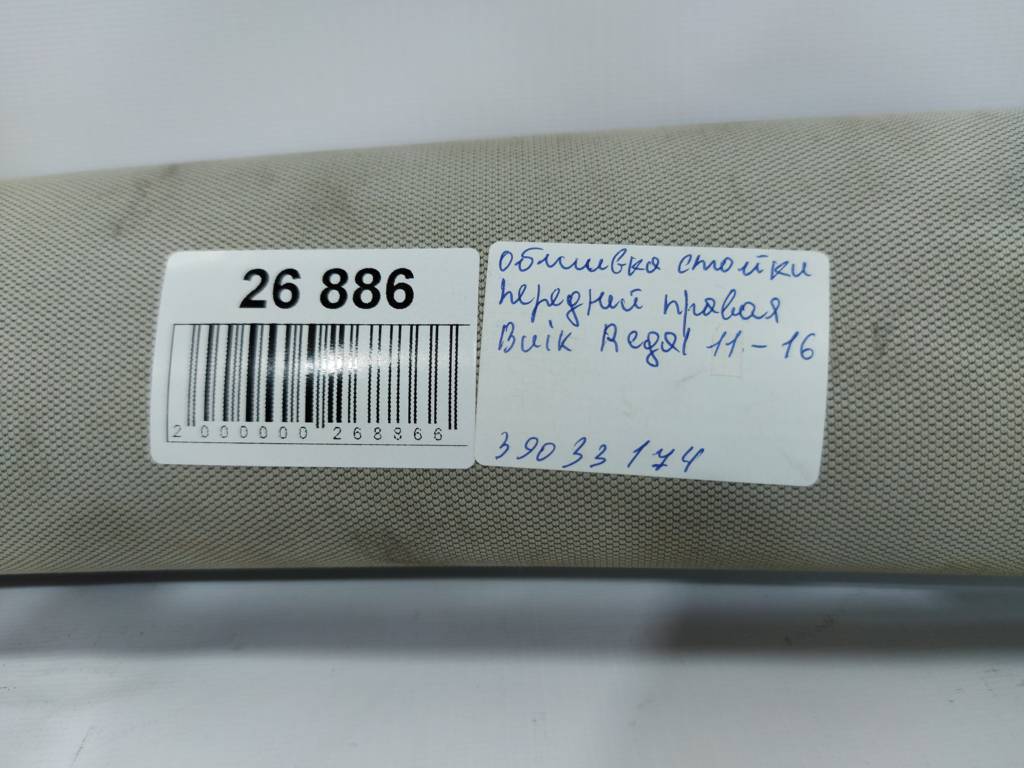 26 886
2 000000 268866
обшивка стойки
передней правая
Buik Regal 11-16
39033174